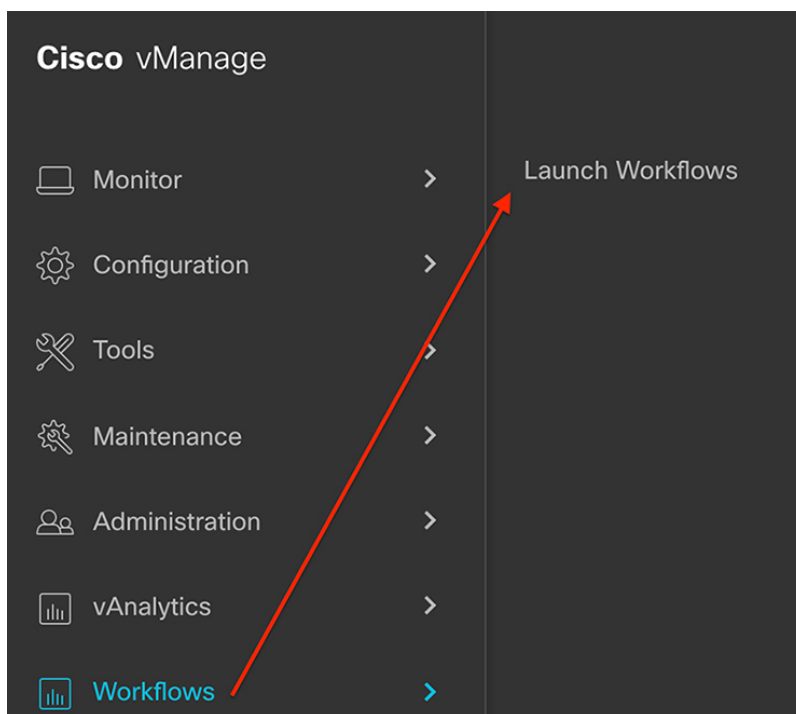 Cisco vManage
Monitor
Launch Workflows
Configuration
Tools
Maintenance
Administration
vAnalytics
Workflows